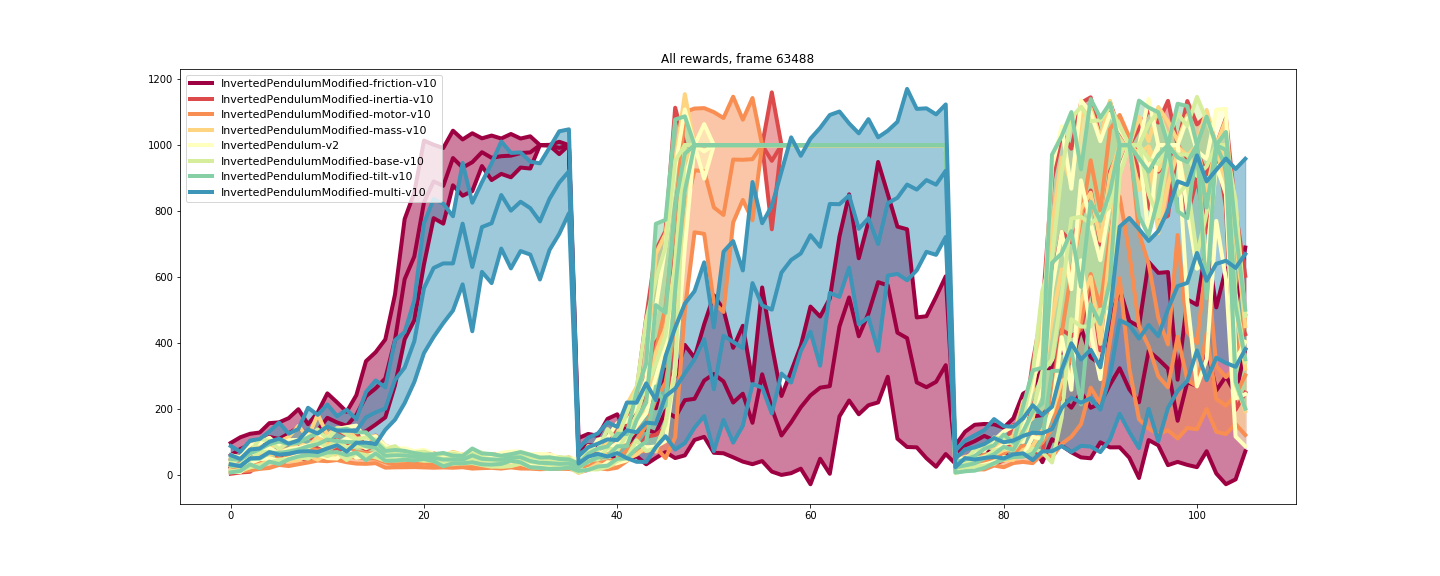 All rewards, frame 63488
1200
1000
800
600
400
200
0
InvertedPendulumModified-friction-v10
InvertedPendulumModified-inertia-v10
InvertedPendulumModified-motor-v10
InvertedPendulumModified-mass-v10
InvertedPendulum-v2
InvertedPendulumModified-base-v10
InvertedPendulumModified-tilt-v10
InvertedPendulumModified-multi-v10
0 20 40 60 80 100